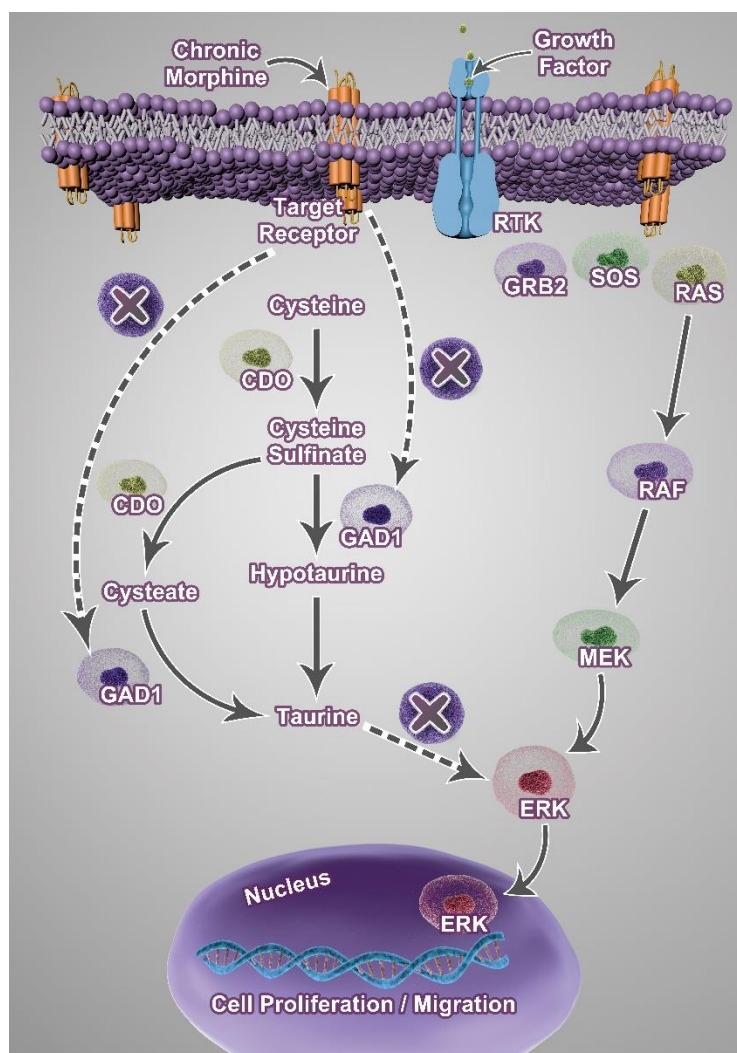 Chronic
Morphine
Growth
Factor
Target
Receptor
RTK
GRB2
SOS
RAS
Cysteine
CDO
Cysteine
Sulfinate
CDO
GAD1
RAF
Hypotaurine
Cysteate
MEK
GAD1
Taurine
ERK
Nucleus
ERK
Cell Proliferation / Migration